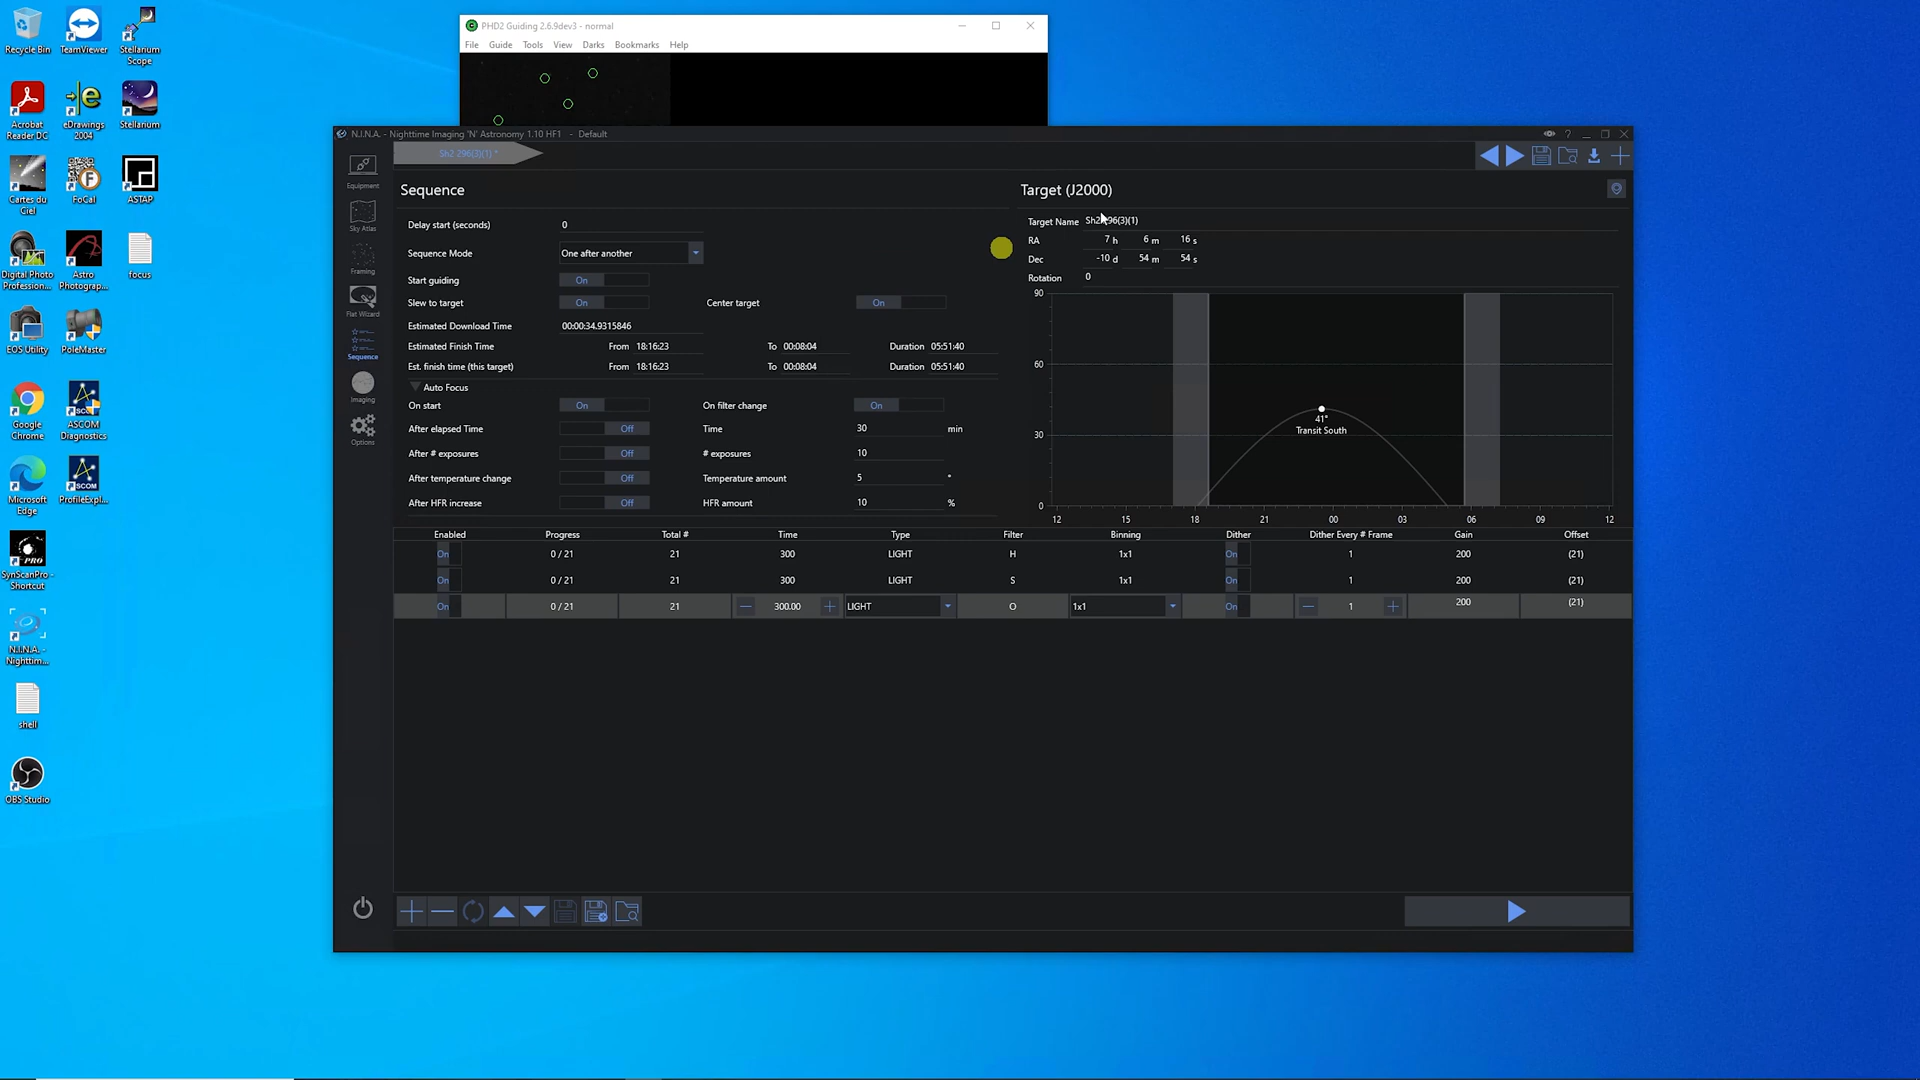 Recycle Bin
TeamViewer
Stellarium Scope
Acrobat Reader DC
eDrawings 2004
Stellarium
Cartes du Ciel
FoCal
ASTAP
Digital Photo Profession...
Astro Photograp...
focus
EOS Utility
PoleMaster
Google Chrome
ASCOM Diagnostics
Microsoft Edge
ProfileExpl...
SynScanPro - Shortcut
N.I.N.A. - Nighttim...
shell
OBS Studio
PHD2 Guiding 2.6.9dev3 - normal
File Guide Tools View Darks Bookmarks Help
N.I.N.A. - Nighttime Imaging 'N' Astronomy 1.10 HF1 - Default
Sh2 296(3)(1) *
Equipment
Sky Atlas
Framing
Flat Wizard
Sequence
Imaging
Options
Sequence
Delay start (seconds) 0
Sequence Mode One after another
Start guiding On
Slew to target On Center target On
Estimated Download Time 00:00:34.9315846
Estimated Finish Time From 18:16:23 To 00:08:04 Duration 05:51:40
Est. finish time (this target) From 18:16:23 To 00:08:04 Duration 05:51:40
Auto Focus
On start On On filter change On
After elapsed Time Off Time 30 min
After # exposures Off # exposures 10
After temperature change Off Temperature amount 5 °
After HFR increase Off HFR amount 10 %
Target (J2000)
Target Name Sh2 296(3)(1)
RA 7 h 6 m 16 s
Dec -10 d 54 m 54 s
Rotation 0
90
60
30
0
41°
Transit South
12 15 18 21 00 03 06 09 12
Enabled Progress Total # Time Type Filter Binning Dither Dither Every # Frame Gain Offset
On 0 / 21 21 300 LIGHT H 1x1 On 1 200 (21)
On 0 / 21 21 300 LIGHT S 1x1 On 1 200 (21)
On 0 / 21 21 300.00 LIGHT O 1x1 On 1 200 (21)